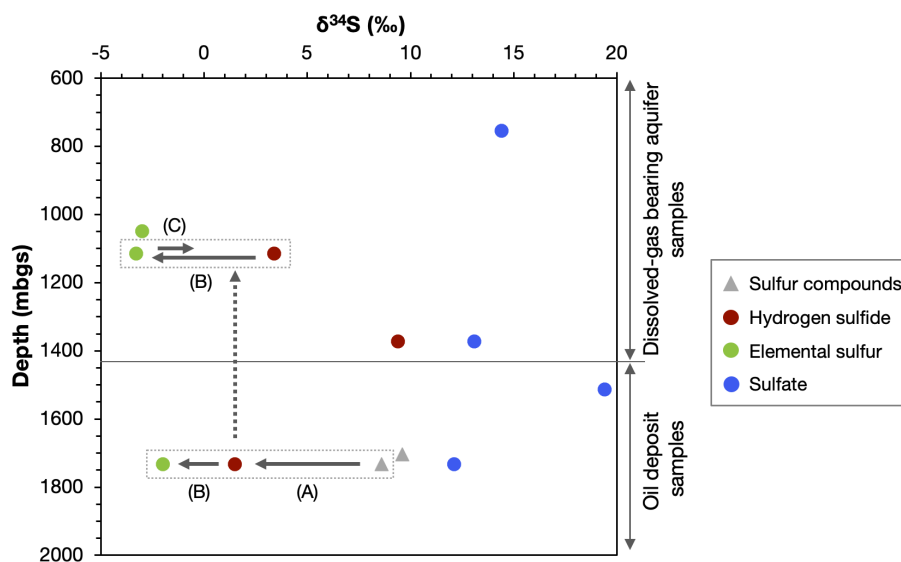 δ³⁴S (‰)
-5 0 5 10 15 20
600
800
1000
1200
1400
1600
1800
2000
Depth (mbgs)
(C)
(B)
(B)
(A)
Dissolved-gas bearing aquifer
samples
Oil deposit
samples
Sulfur compounds
Hydrogen sulfide
Elemental sulfur
Sulfate